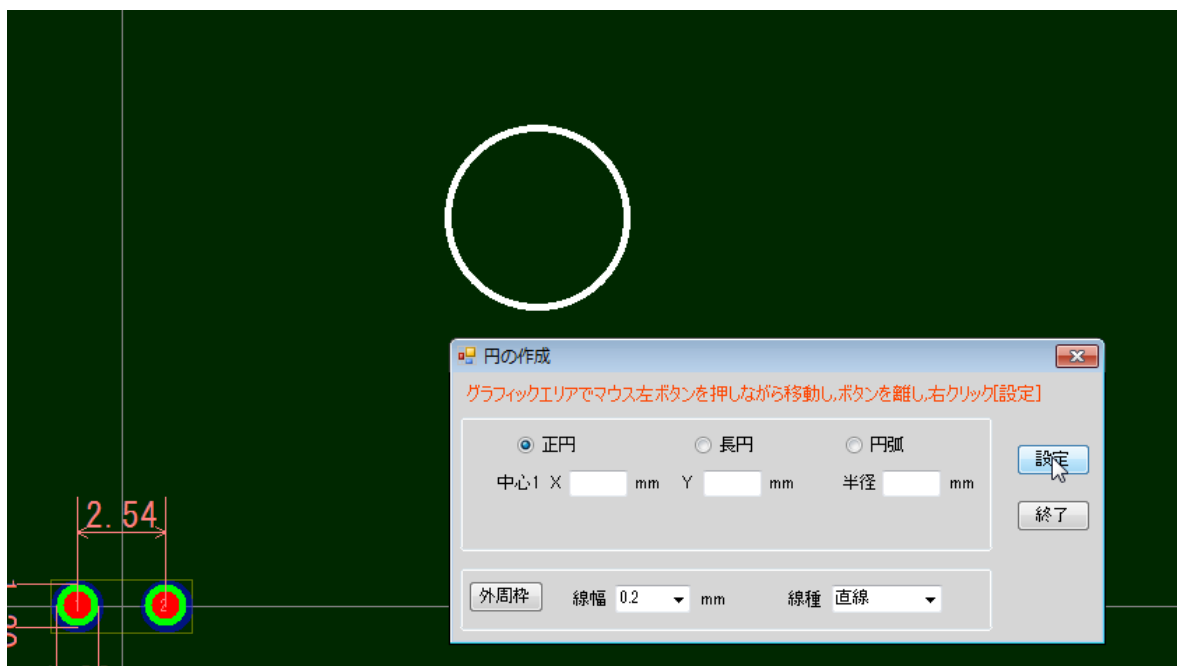 円の作成
グラフィックエリアでマウス左ボタンを押しながら移動し,ボタンを離し,右クリック[設定]
正円 長円 円弧
設定
中心1 X mm Y mm 半径 mm
終了
2.54
外周枠 線幅 0.2 mm 線種 直線
1 2